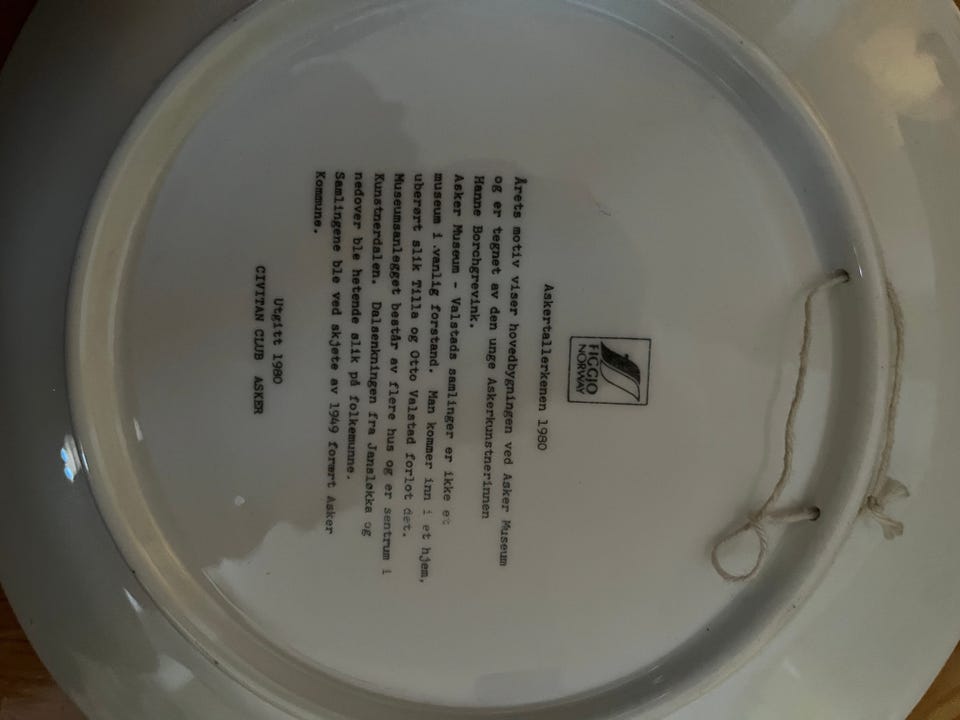 FIGGJO
NORWAY
Askertallerkenen 1980
Årets motiv viser hovedbygningen ved Asker Museum
og er tegnet av den unge Askerkunstnerinnen
Hanne Borchgrevink.
Asker Museum - Valstads samlinger er ikke et
museum i vanlig forstand. Man kommer inn i et hjem,
uberørt slik Tilla og Otto Valstad forlot det.
Museumsanlegget består av flere hus og er sentrum i
Kunstnerdalen. Dalsenkningen fra Jansløkka og
nedover ble hetende slik på folkemunne.
Samlingene ble ved skjete av 1949 forært Asker
Kommune.
Utgitt 1980
CIVITAN CLUB ASKER